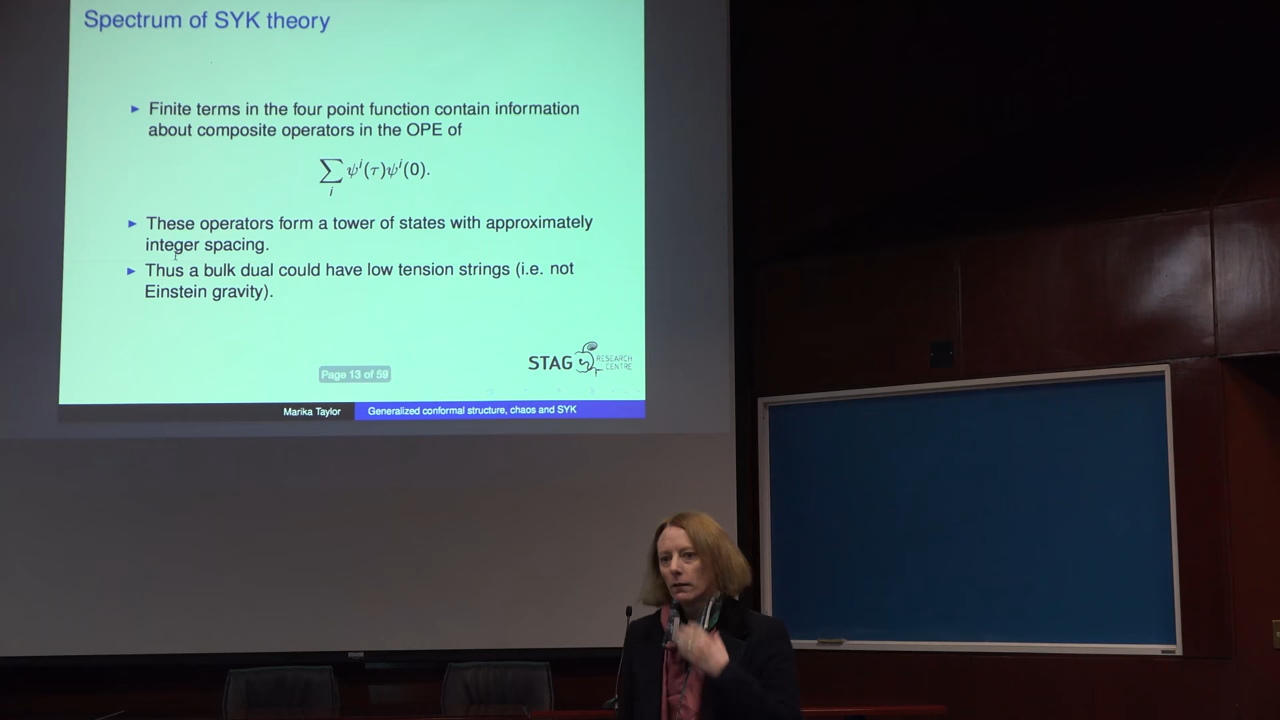 Spectrum of SYK theory
► Finite terms in the four point function contain information
about composite operators in the OPE of
∑ᵢ ψⁱ(τ)ψⁱ(0).
► These operators form a tower of states with approximately
integer spacing.
► Thus a bulk dual could have low tension strings (i.e. not
Einstein gravity).
STAG RESEARCH
CENTRE
Page 13 of 59
Marika Taylor Generalized conformal structure, chaos and SYK